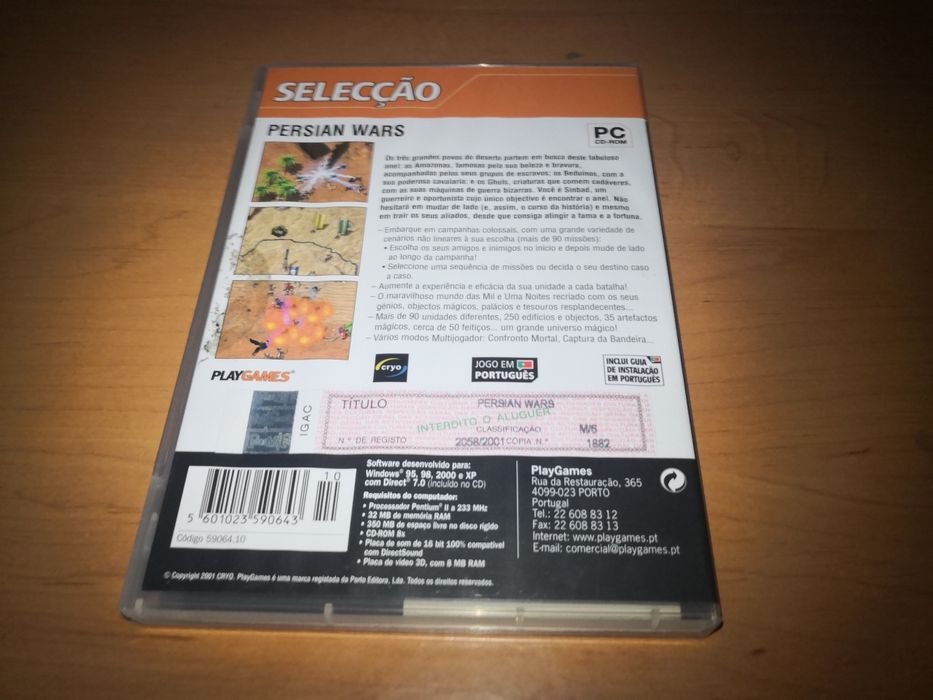 SELECÇÃO
PERSIAN WARS
PC
CD-ROM
Os três grandes povos do deserto partem em busca deste fabuloso
anel: as Amazonas, famosas pela sua beleza e bravura,
acompanhadas pelos seus grupos de escravos; os Beduínos, com a
sua poderosa cavalaria; e os Ghuls, criaturas que comem cadáveres,
com as suas máquinas de guerra bizarras. Você é Sinbad, um
guerreiro e oportunista cujo único objectivo é encontrar o anel. Não
hesitará em mudar de lado (e, assim, o curso da história) e mesmo
em trair os seus aliados, desde que consiga atingir a fama e a fortuna.
– Embarque em campanhas colossais, com uma grande variedade de
cenários não lineares à sua escolha (mais de 90 missões):
• Escolha os seus amigos e inimigos no início e depois mude de lado
ao longo da campanha!
• Seleccione uma sequência de missões ou decida o seu destino caso
a caso.
– Aumente a experiência e eficácia da sua unidade a cada batalha!
– O maravilhoso mundo das Mil e Uma Noites recriado com os seus
génios, objectos mágicos, palácios e tesouros resplandecentes...
– Mais de 90 unidades diferentes, 250 edifícios e objectos, 35 artefactos
mágicos, cerca de 50 feitiços... um grande universo mágico!
– Vários modos Multijogador: Confronto Mortal, Captura da Bandeira...
PLAYGAMES®
cryo
JOGO EM
PORTUGUÊS
INCLUI GUIA
DE INSTALAÇÃO
EM PORTUGUÊS
IGAC
TÍTULO PERSIAN WARS
INTERDITO O ALUGUER
CLASSIFICAÇÃO M/6
N.º DE REGISTO 2058/2001 COPIA N.º 1882
10
5 601023 590643
Código 59064.10
Software desenvolvido para:
Windows® 95, 98, 2000 e XP
com Direct® 7.0 (incluído no CD)
Requisitos do computador:
• Processador Pentium® II a 233 MHz
• 32 MB de memória RAM
• 350 MB de espaço livre no disco rígido
• CD-ROM 8x
• Placa de som de 16 bit 100% compatível
com DirectSound
• Placa de vídeo 3D, com 8 MB RAM
PlayGames
Rua da Restauração, 365
4099-023 PORTO
Portugal
Tel.: 22 608 83 12
Fax: 22 608 83 13
Internet: www.playgames.pt
E-mail: comercial@playgames.pt
© Copyright 2001 CRYO. PlayGames é uma marca registada da Porto Editora, Lda. Todos os direitos reservados.